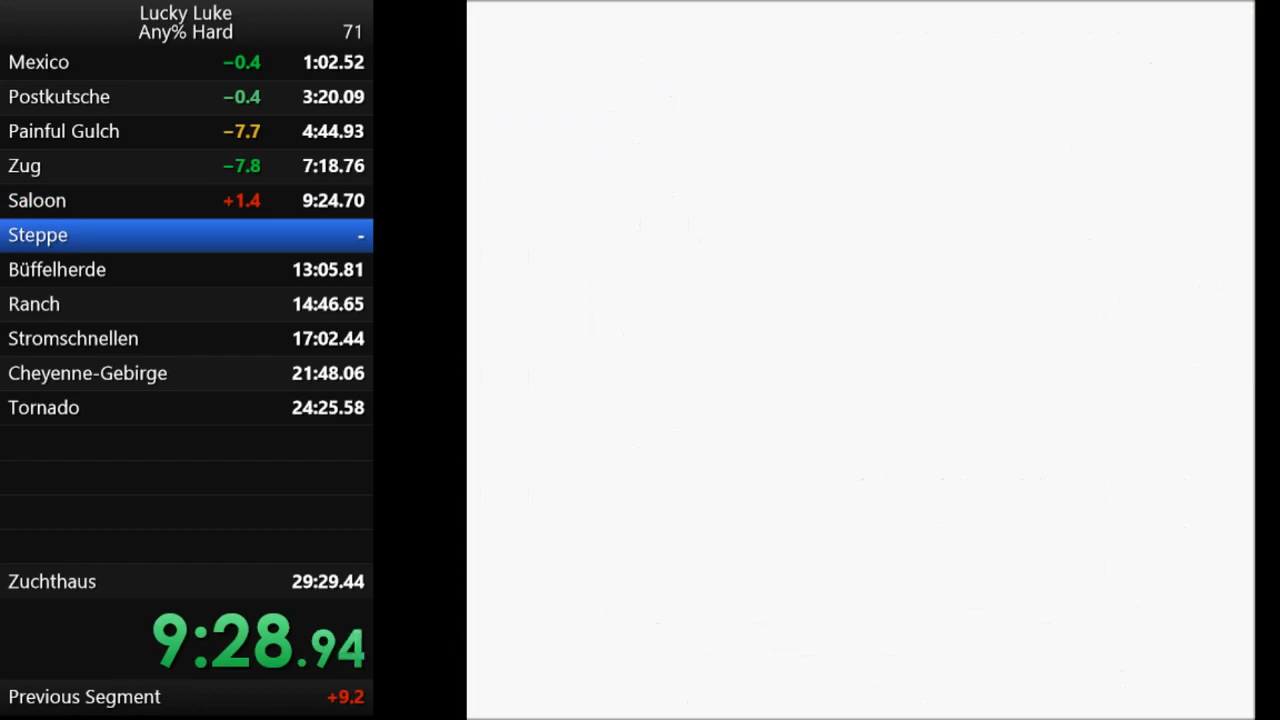 Lucky Luke
Any% Hard 71
Mexico −0.4 1:02.52
Postkutsche −0.4 3:20.09
Painful Gulch −7.7 4:44.93
Zug −7.8 7:18.76
Saloon +1.4 9:24.70
Steppe -
Büffelherde 13:05.81
Ranch 14:46.65
Stromschnellen 17:02.44
Cheyenne-Gebirge 21:48.06
Tornado 24:25.58
Zuchthaus 29:29.44
9:28.94
Previous Segment +9.2